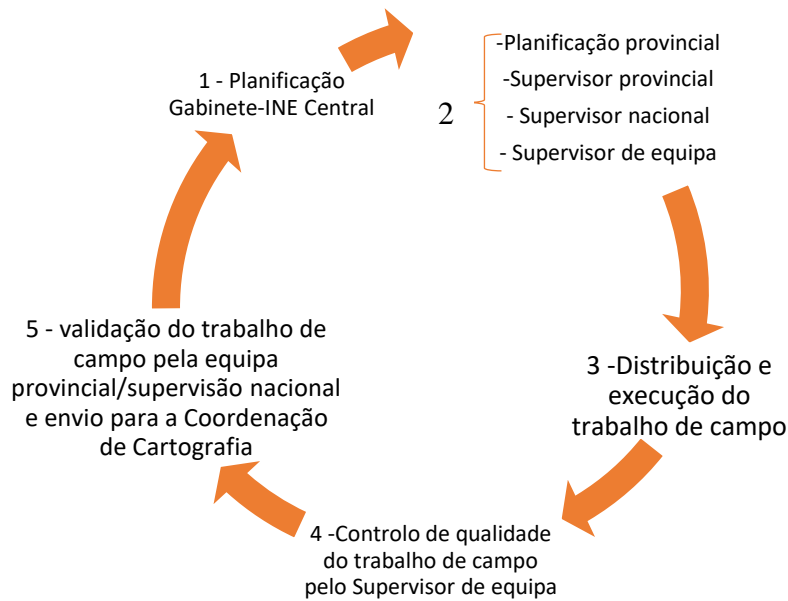 1 - Planificação
Gabinete-INE Central
2
-Planificação provincial
-Supervisor provincial
- Supervisor nacional
- Supervisor de equipa
3 -Distribuição e
execução do
trabalho de campo
4 -Controlo de qualidade
do trabalho de campo
pelo Supervisor de equipa
5 - validação do trabalho de
campo pela equipa
provincial/supervisão nacional
e envio para a Coordenação
de Cartografia